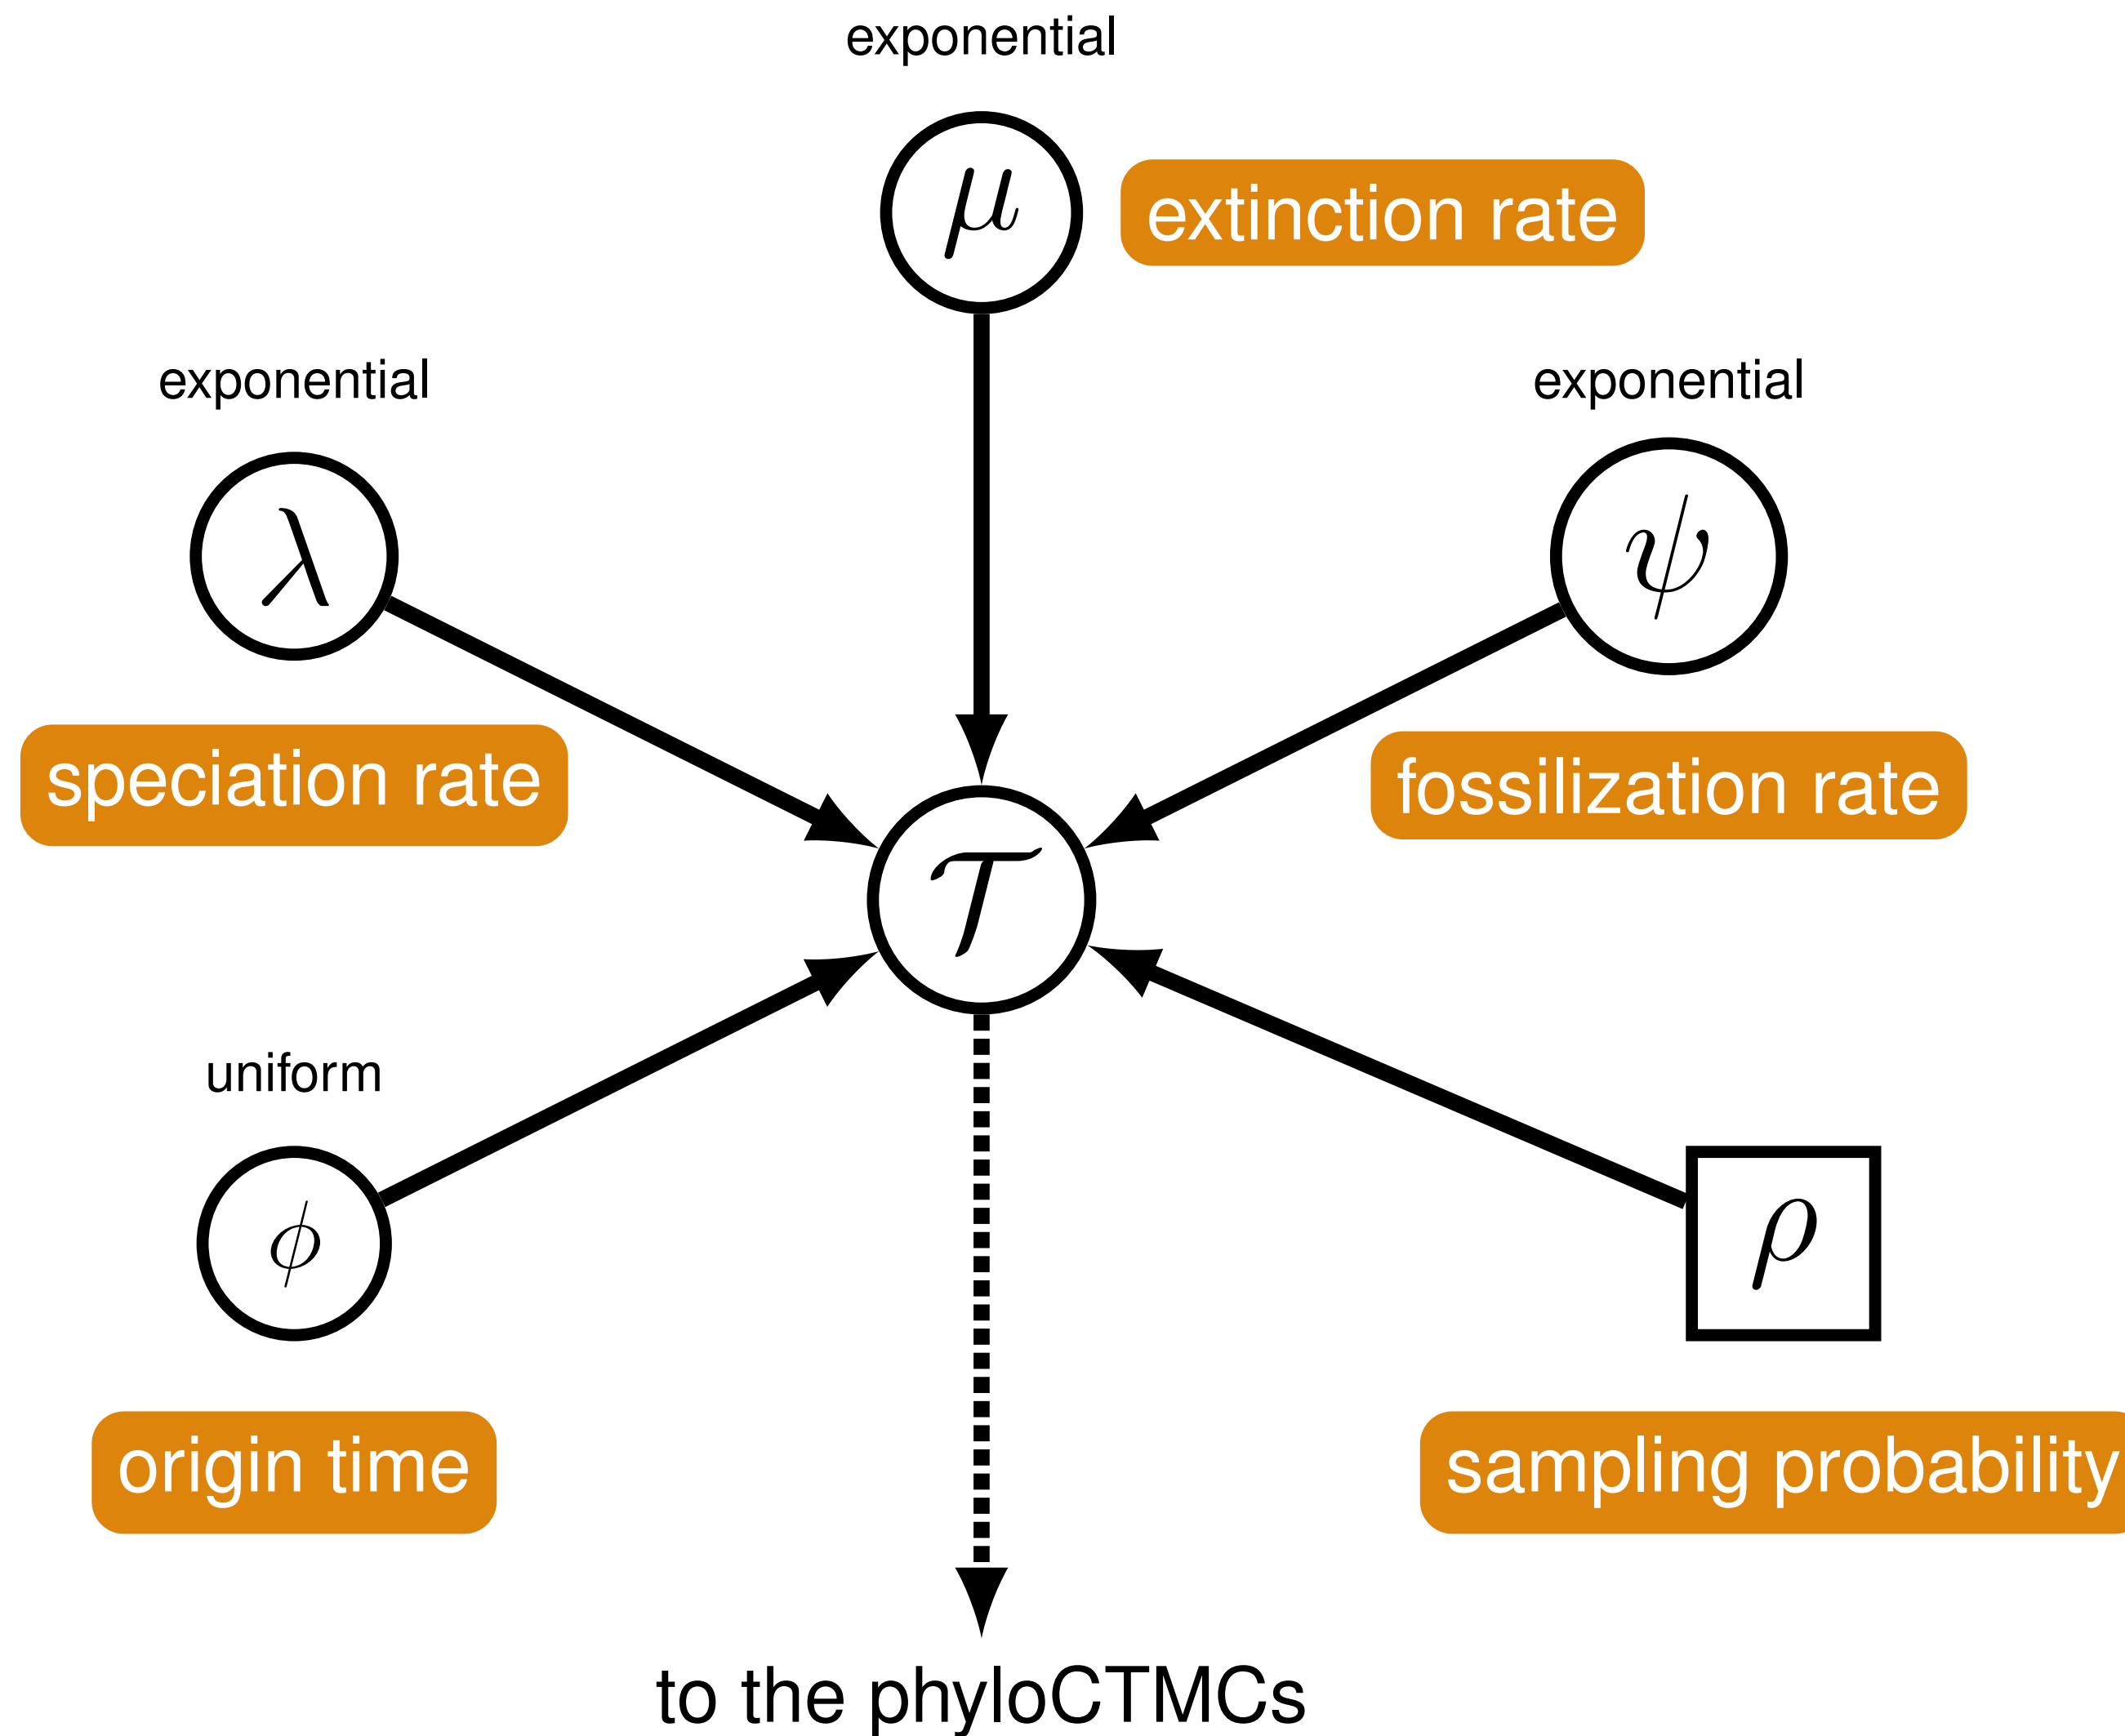 exponential
μ
extinction rate
exponential
λ
speciation rate
exponential
ψ
fossilization rate
𝒯
uniform
ϕ
origin time
ρ
sampling probability
to the phyloCTMCs